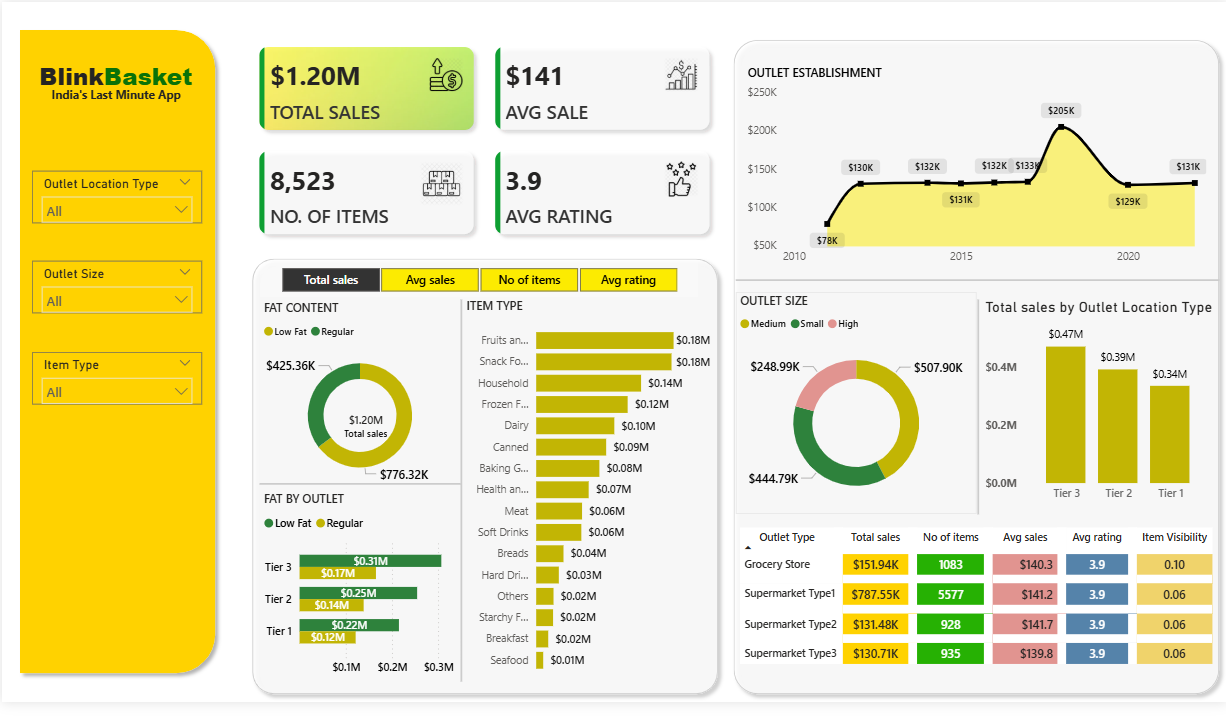 BlinkBasket
India's Last Minute App
Outlet Location Type
All
Outlet Size
All
Item Type
All
$1.20M
TOTAL SALES
$141
AVG SALE
8,523
NO. OF ITEMS
3.9
AVG RATING
Total sales
Avg sales
No of items
Avg rating
FAT CONTENT
Low Fat Regular
$425.36K
$1.20M
Total sales
$776.32K
FAT BY OUTLET
Low Fat Regular
Tier 3 $0.31M
$0.17M
Tier 2 $0.25M
$0.14M
Tier 1 $0.22M
$0.12M
$0.1M $0.2M $0.3M
ITEM TYPE
Fruits an... $0.18M
Snack Fo... $0.18M
Household $0.14M
Frozen F... $0.12M
Dairy $0.10M
Canned $0.09M
Baking G... $0.08M
Health an... $0.07M
Meat $0.06M
Soft Drinks $0.06M
Breads $0.04M
Hard Dri... $0.03M
Others $0.02M
Starchy F... $0.02M
Breakfast $0.02M
Seafood $0.01M
OUTLET ESTABLISHMENT
$250K
$200K
$150K
$100K
$50K
$78K
$130K
$132K
$131K
$132K
$133K
$205K
$129K
$131K
2010 2015 2020
OUTLET SIZE
Medium Small High
$248.99K
$507.90K
$444.79K
Total sales by Outlet Location Type
$0.4M
$0.2M
$0.0M
$0.47M
$0.39M
$0.34M
Tier 3 Tier 2 Tier 1
Outlet Type Total sales No of items Avg sales Avg rating Item Visibility
Grocery Store $151.94K 1083 $140.3 3.9 0.10
Supermarket Type1 $787.55K 5577 $141.2 3.9 0.06
Supermarket Type2 $131.48K 928 $141.7 3.9 0.06
Supermarket Type3 $130.71K 935 $139.8 3.9 0.06